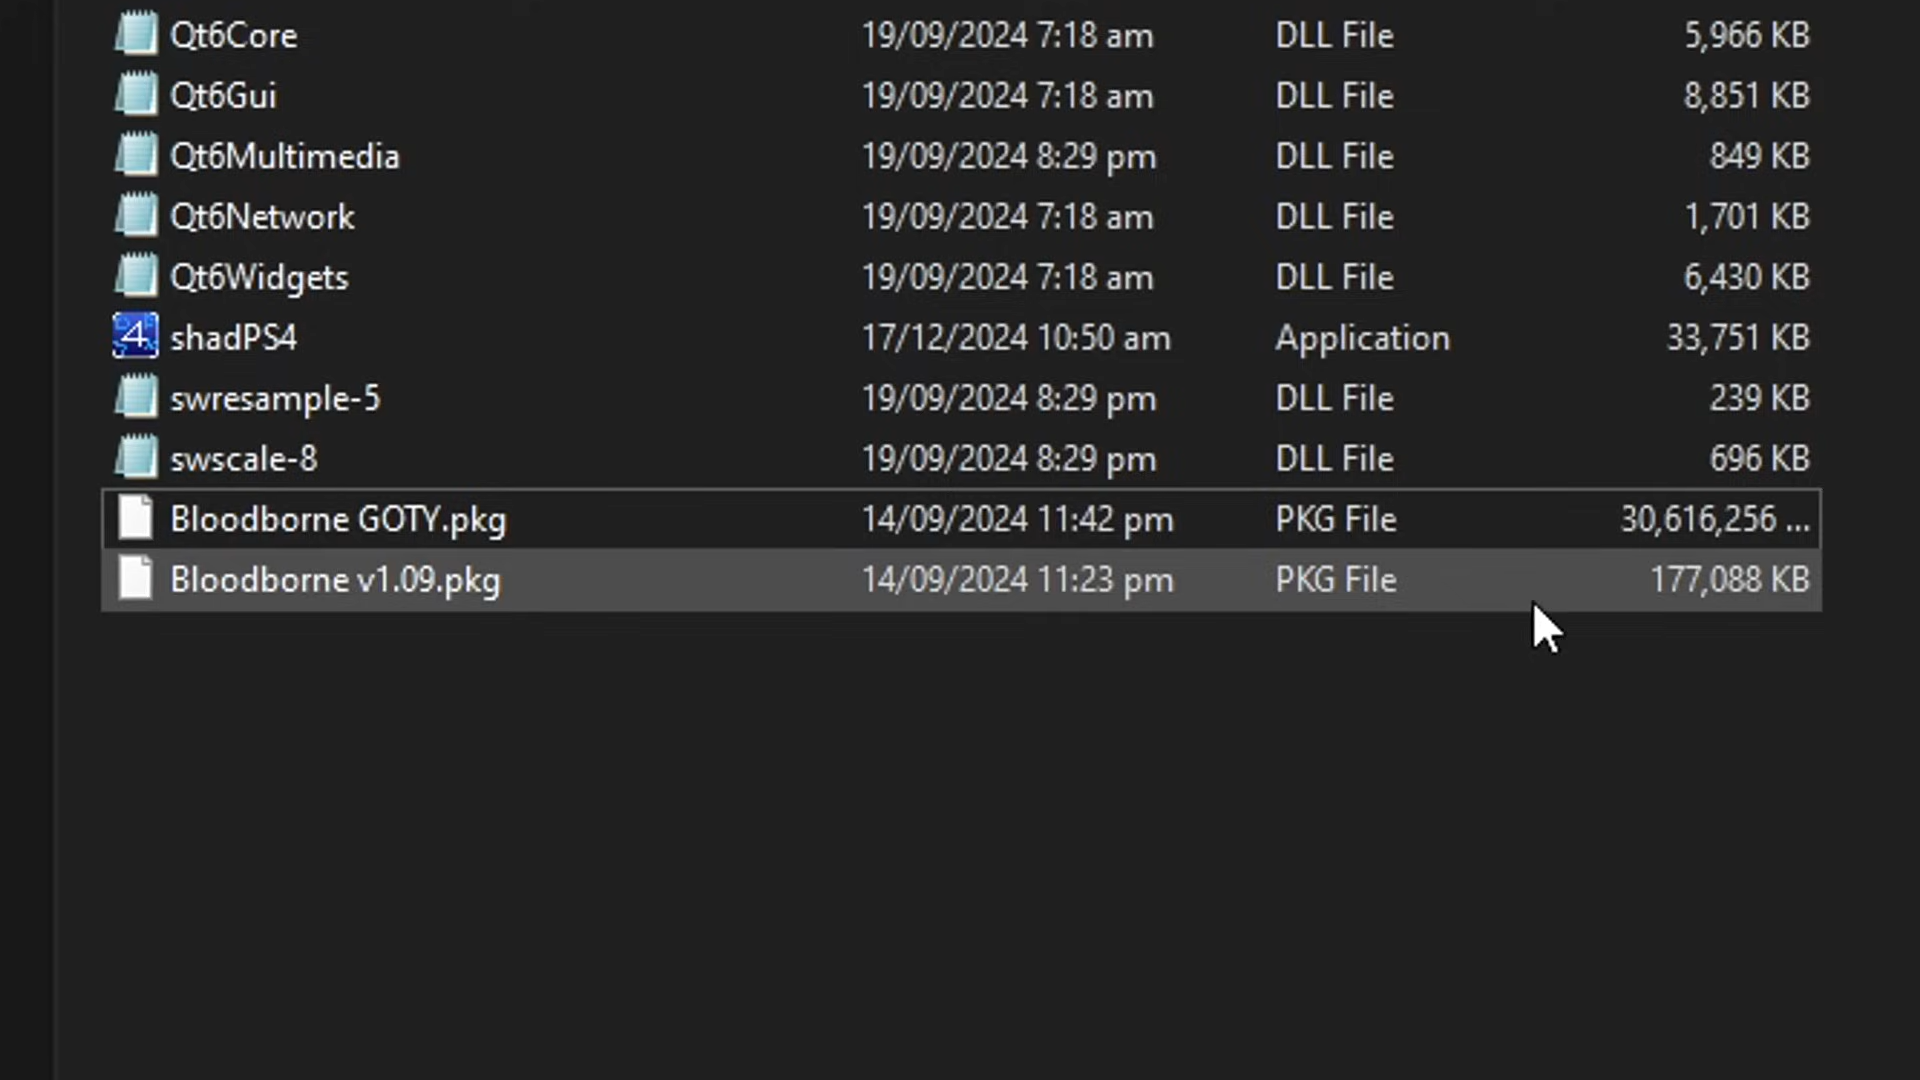 Qt6Core 19/09/2024 7:18 am DLL File 5,966 KB
Qt6Gui 19/09/2024 7:18 am DLL File 8,851 KB
Qt6Multimedia 19/09/2024 8:29 pm DLL File 849 KB
Qt6Network 19/09/2024 7:18 am DLL File 1,701 KB
Qt6Widgets 19/09/2024 7:18 am DLL File 6,430 KB
shadPS4 17/12/2024 10:50 am Application 33,751 KB
swresample-5 19/09/2024 8:29 pm DLL File 239 KB
swscale-8 19/09/2024 8:29 pm DLL File 696 KB
Bloodborne GOTY.pkg 14/09/2024 11:42 pm PKG File 30,616,256 ...
Bloodborne v1.09.pkg 14/09/2024 11:23 pm PKG File 177,088 KB